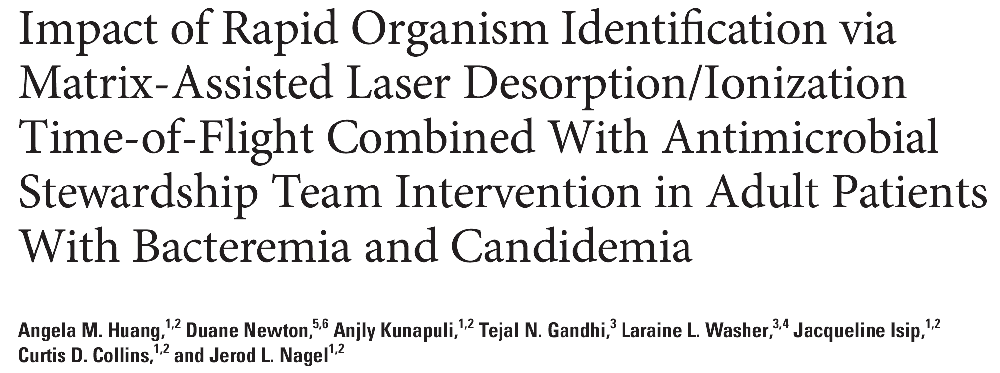 Impact of Rapid Organism Identification via
Matrix-Assisted Laser Desorption/Ionization
Time-of-Flight Combined With Antimicrobial
Stewardship Team Intervention in Adult Patients
With Bacteremia and Candidemia
Angela M. Huang,1,2 Duane Newton,5,6 Anjly Kunapuli,1,2 Tejal N. Gandhi,3 Laraine L. Washer,3,4 Jacqueline Isip,1,2
Curtis D. Collins,1,2 and Jerod L. Nagel1,2